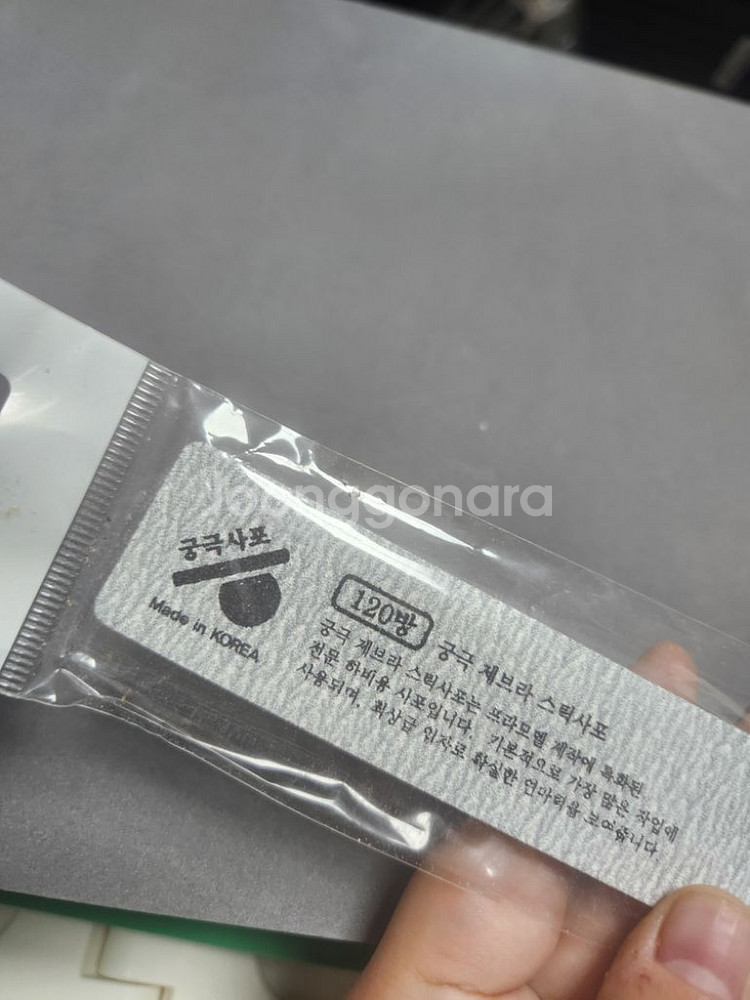 Joonggonara
궁극사포
Made in KOREA
120방 궁극 제브라 스틱사포
궁극 제브라 스틱사포는 프라모델 제작에 특화된
전문 하비용 사포입니다. 기본적으로 가장 많은 작업에
사용되며, 최상급 입자로 확실한 연마력을 보여줍니다.